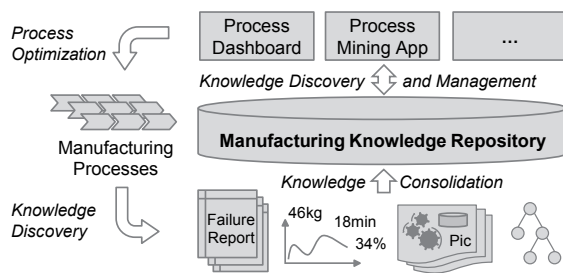 Process
Optimization
Process
Dashboard
Process
Mining App
...
Knowledge Discovery and Management
Manufacturing Knowledge Repository
Manufacturing
Processes
Knowledge Consolidation
Knowledge
Discovery
Failure
Report
46kg
18min
34%
Pic